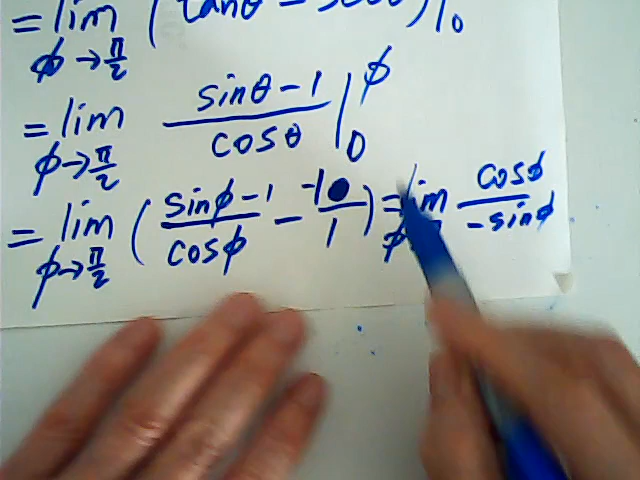 = lim (tanθ - secθ)|0
φ→π/2
= lim sinθ-1/cosθ |0 φ
φ→π/2
= lim ( sinφ-1/cosφ - -1/1 ) = lim cosφ/-sinφ
φ→π/2 φ